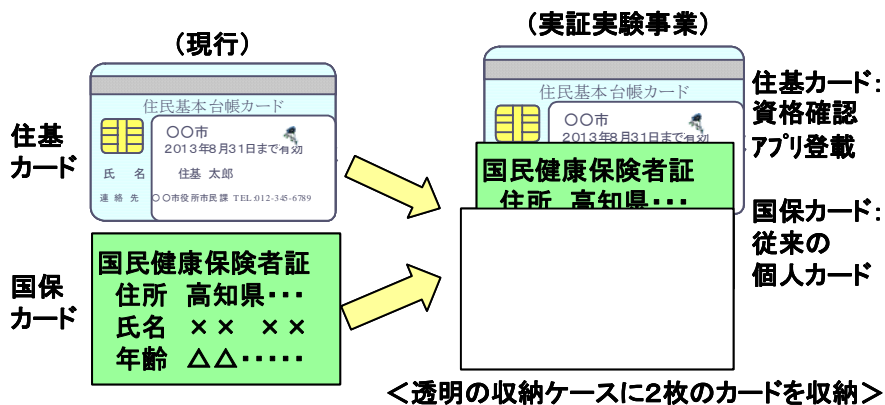 （現行）
住基
カード
住民基本台帳カード
〇〇市
2013年8月31日まで有効
氏 名 住基 太郎
連絡先 〇〇市役所市民課 TEL:012-345-6789
国保
カード
国民健康保険者証
住所 高知県・・・
氏名 ×× ××
年齢 △△・・・・・
（実証実験事業）
住民基本台帳カード
〇〇市
2013年8月31日まで有効
国民健康保険者証
住所 高知県・・・
住基カード：
資格確認
アプリ登載
国保カード：
従来の
個人カード
＜透明の収納ケースに２枚のカードを収納＞